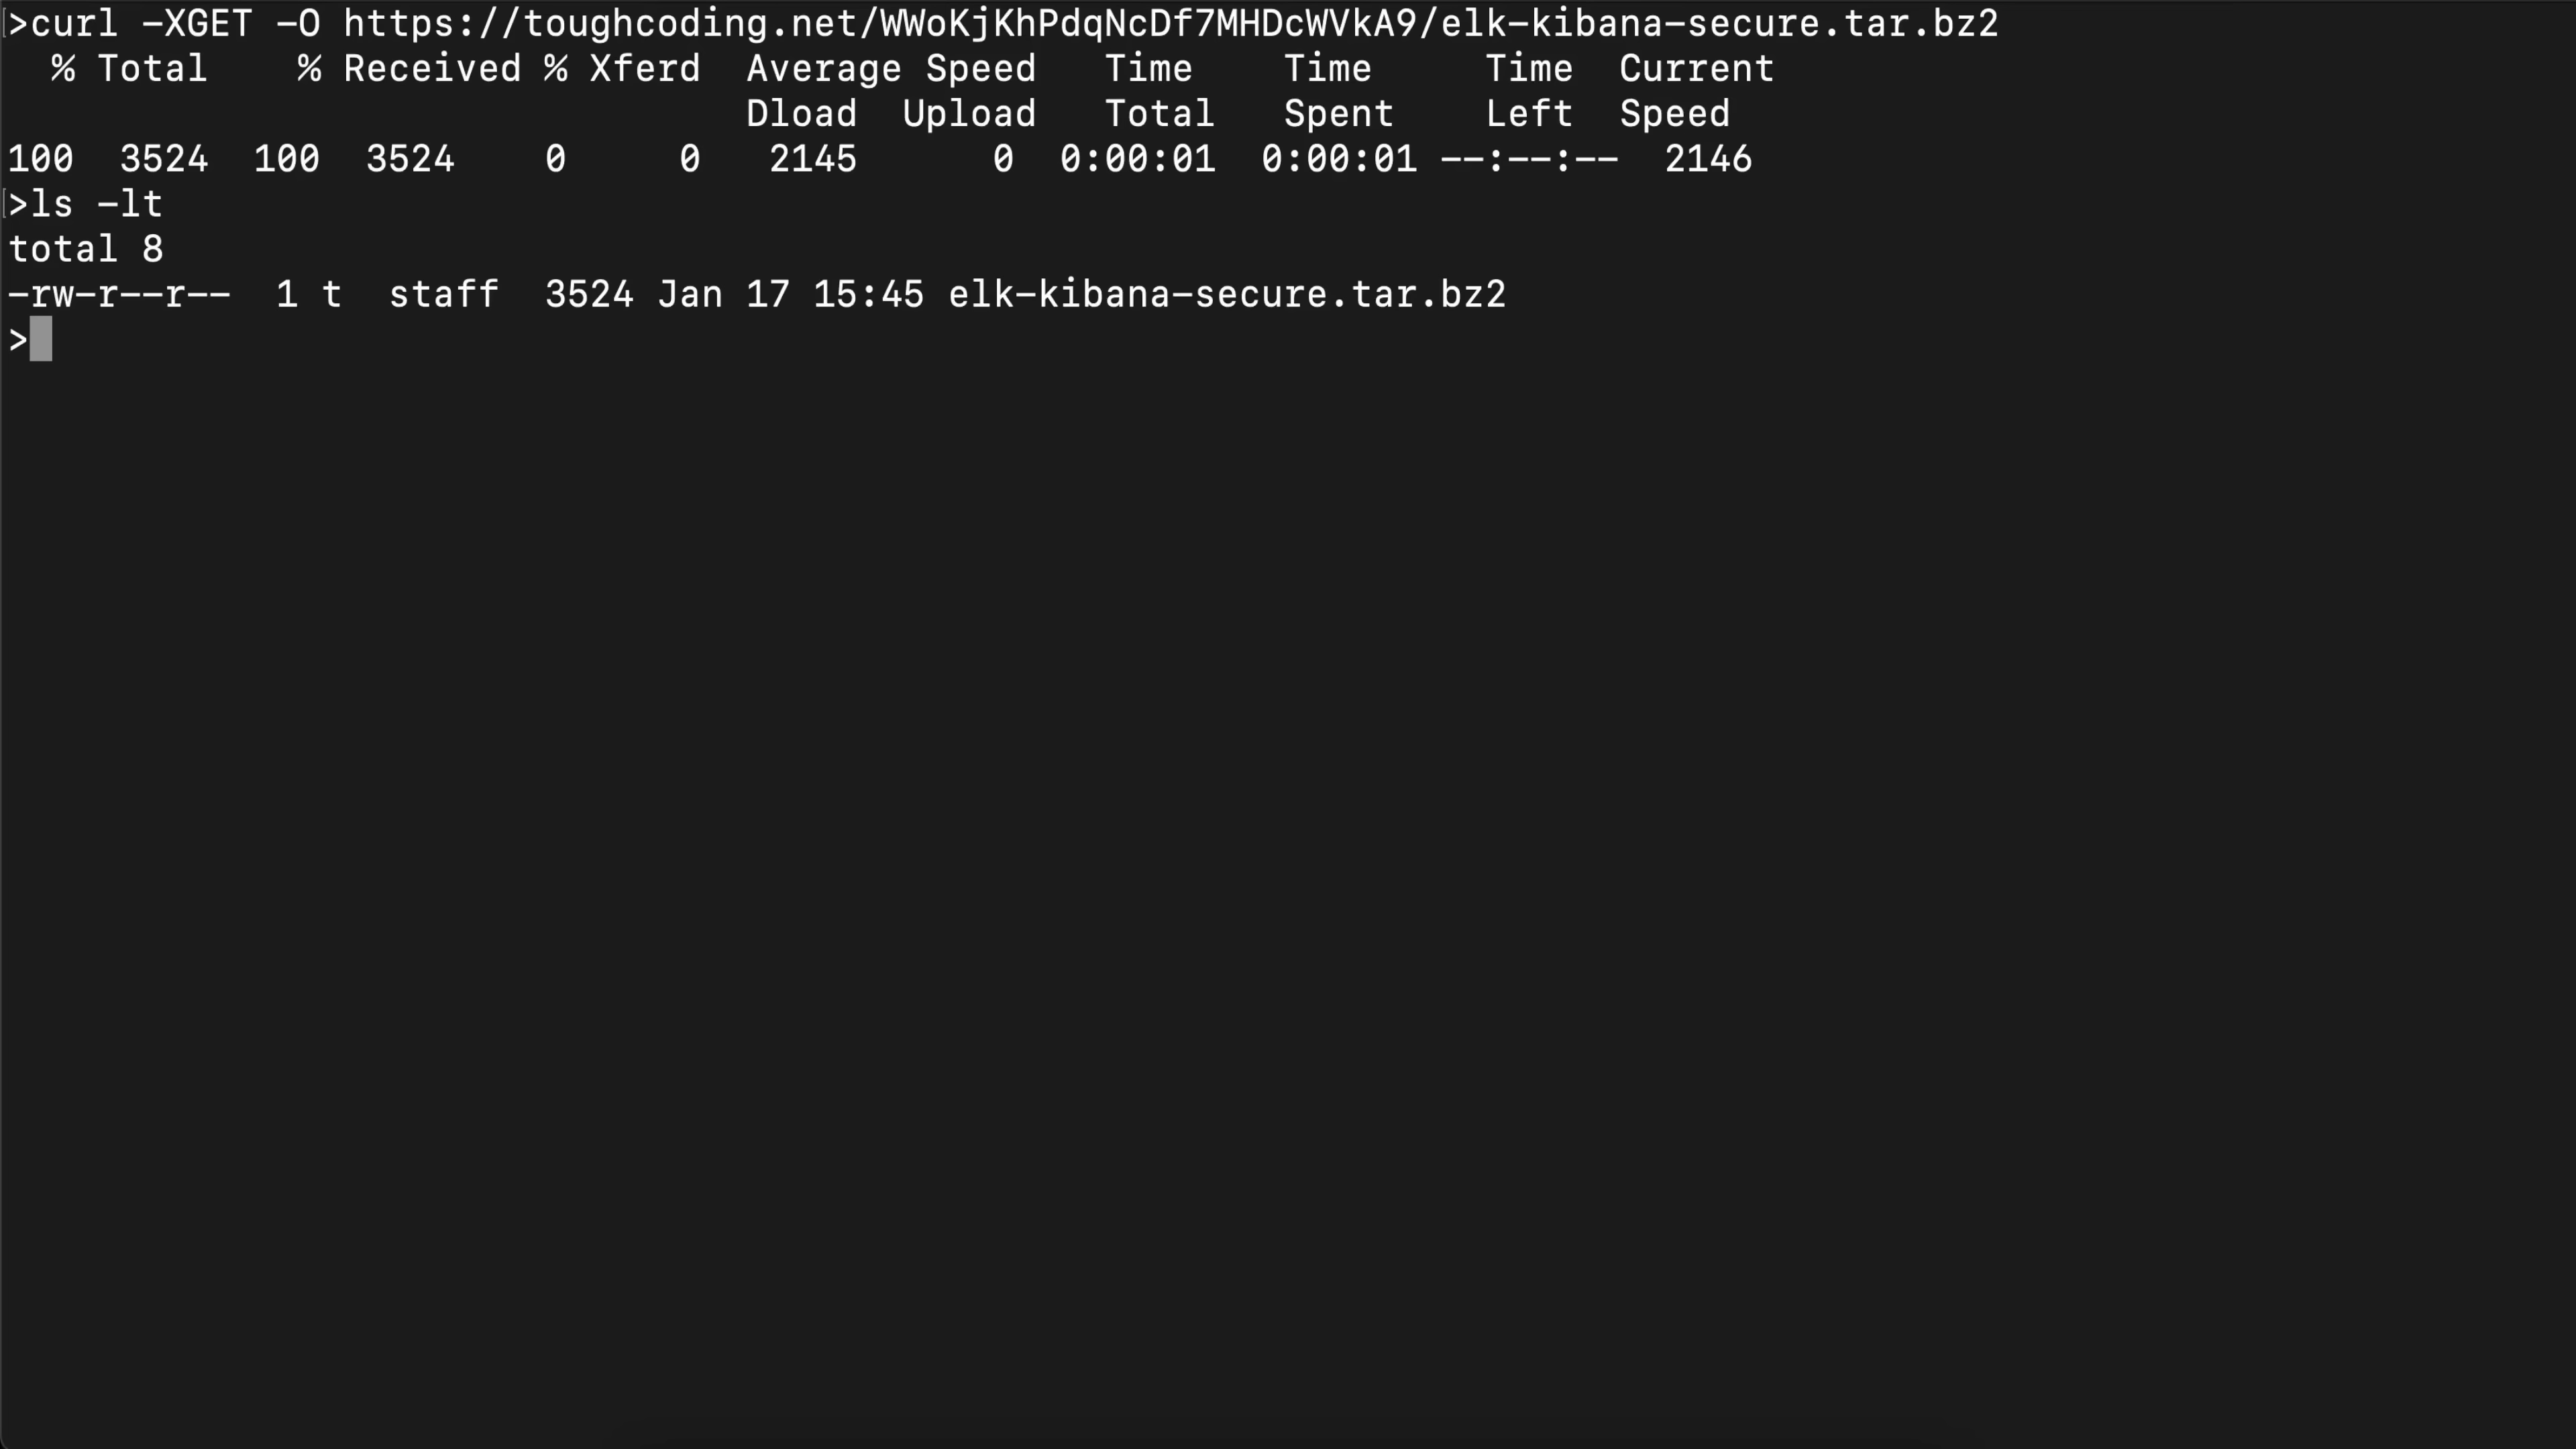 >curl -XGET -O https://toughcoding.net/WWoKjKhPdqNcDf7MHDcWVkA9/elk-kibana-secure.tar.bz2
  % Total    % Received % Xferd  Average Speed   Time    Time     Time  Current
                                 Dload  Upload   Total   Spent    Left  Speed
100  3524  100  3524    0     0   2145      0  0:00:01  0:00:01 --:--:--  2146
>ls -lt
total 8
-rw-r--r--  1 t  staff  3524 Jan 17 15:45 elk-kibana-secure.tar.bz2
>